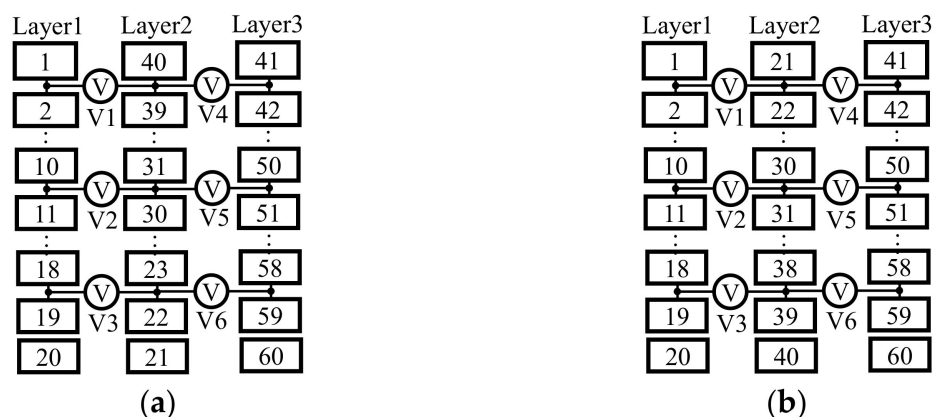 Layer1 Layer2 Layer3
1 V 40 V 41
2 V1 39 V4 42
10 V 31 V 50
11 V2 30 V5 51
18 V 23 V 58
19 V3 22 V6 59
20 21 60
(a)
Layer1 Layer2 Layer3
1 V 21 V 41
2 V1 22 V4 42
10 V 30 V 50
11 V2 31 V5 51
18 V 38 V 58
19 V3 39 V6 59
20 40 60
(b)